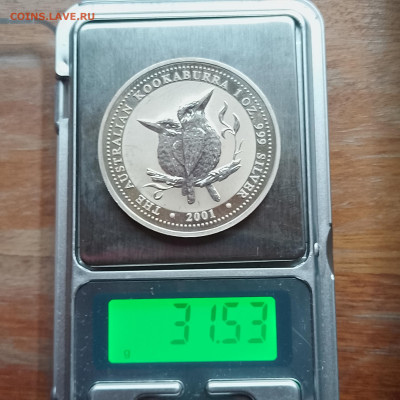 COINS.LAVE.RU
THE AUSTRALIAN KOOKABURRA 1 OZ. 999 SILVER
2001
31.53
g